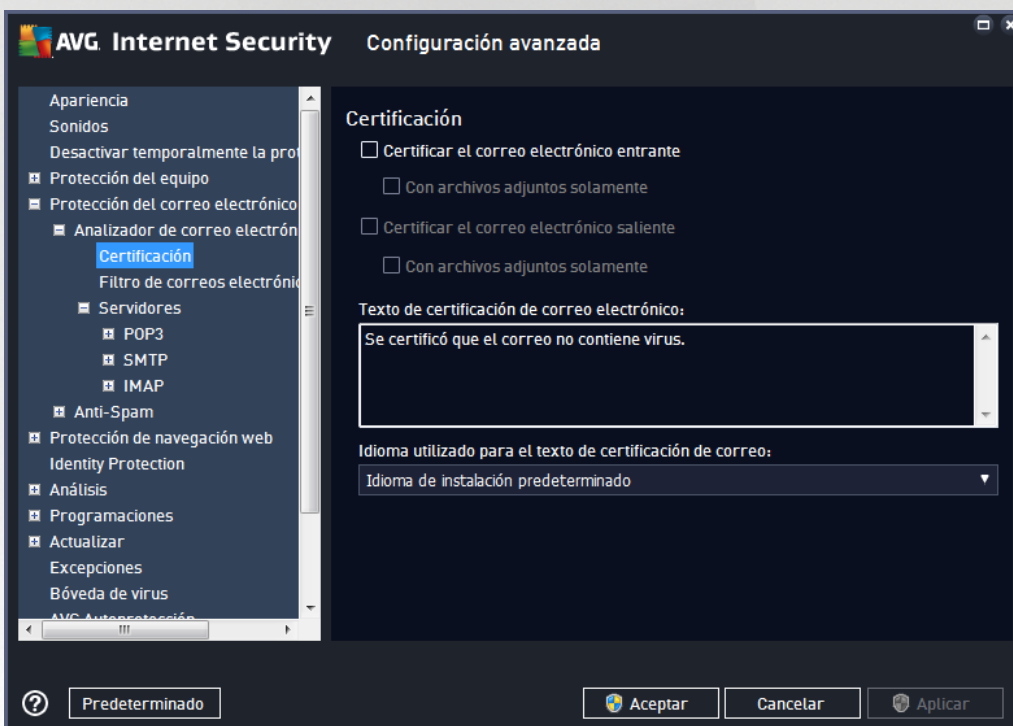 AVG. Internet Security Configuración avanzada
Apariencia
Sonidos
Desactivar temporalmente la prot
Protección del equipo
Protección del correo electrónico
Analizador de correo electrón
Certificación
Filtro de correos electrónic
Servidores
POP3
SMTP
IMAP
Anti-Spam
Protección de navegación web
Identity Protection
Análisis
Programaciones
Actualizar
Excepciones
Bóveda de virus
AVG Autoprotección
Certificación
Certificar el correo electrónico entrante
Con archivos adjuntos solamente
Certificar el correo electrónico saliente
Con archivos adjuntos solamente
Texto de certificación de correo electrónico:
Se certificó que el correo no contiene virus.
Idioma utilizado para el texto de certificación de correo:
Idioma de instalación predeterminado
? Predeterminado Aceptar Cancelar Aplicar